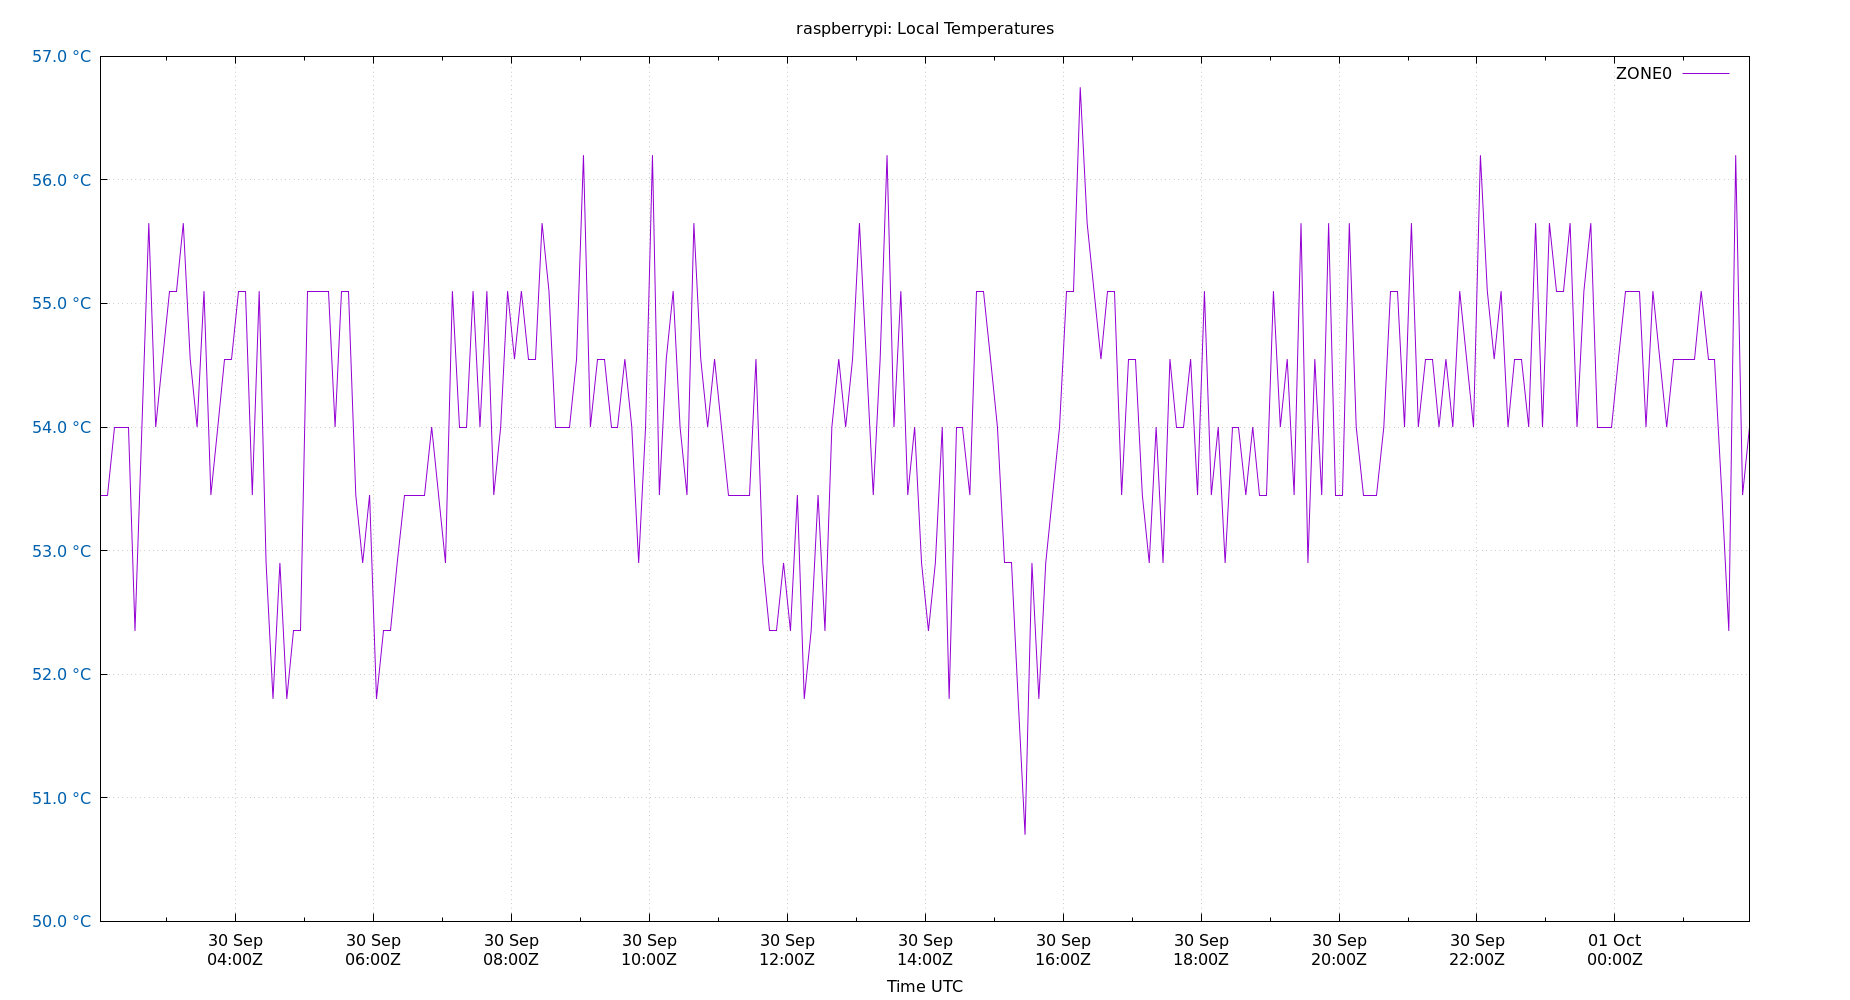 raspberrypi: Local Temperatures
57.0 °C
ZONE0
56.0 °C
55.0 °C
54.0 °C
53.0 °C
52.0 °C
51.0 °C
50.0 °C
30 Sep 30 Sep 30 Sep 30 Sep 30 Sep 30 Sep 30 Sep 30 Sep 30 Sep 30 Sep 01 Oct
04:00Z 06:00Z 08:00Z 10:00Z 12:00Z 14:00Z 16:00Z 18:00Z 20:00Z 22:00Z 00:00Z
Time UTC